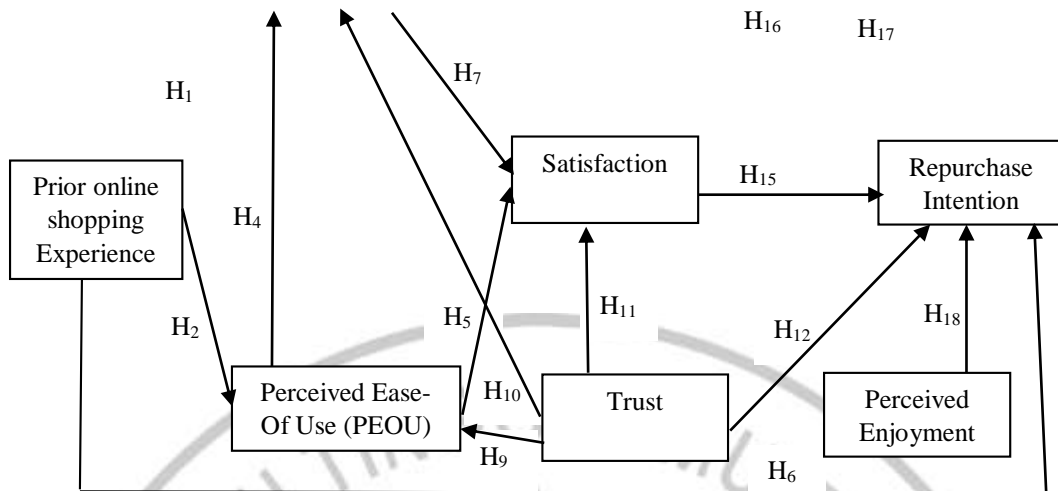 H16
H17
H7
H1
Satisfaction
Repurchase
Intention
H15
Prior online
shopping
Experience
H4
H2
H5
H11
H12
H18
Perceived Ease-
Of Use (PEOU)
H10
Trust
Perceived
Enjoyment
H9
H6